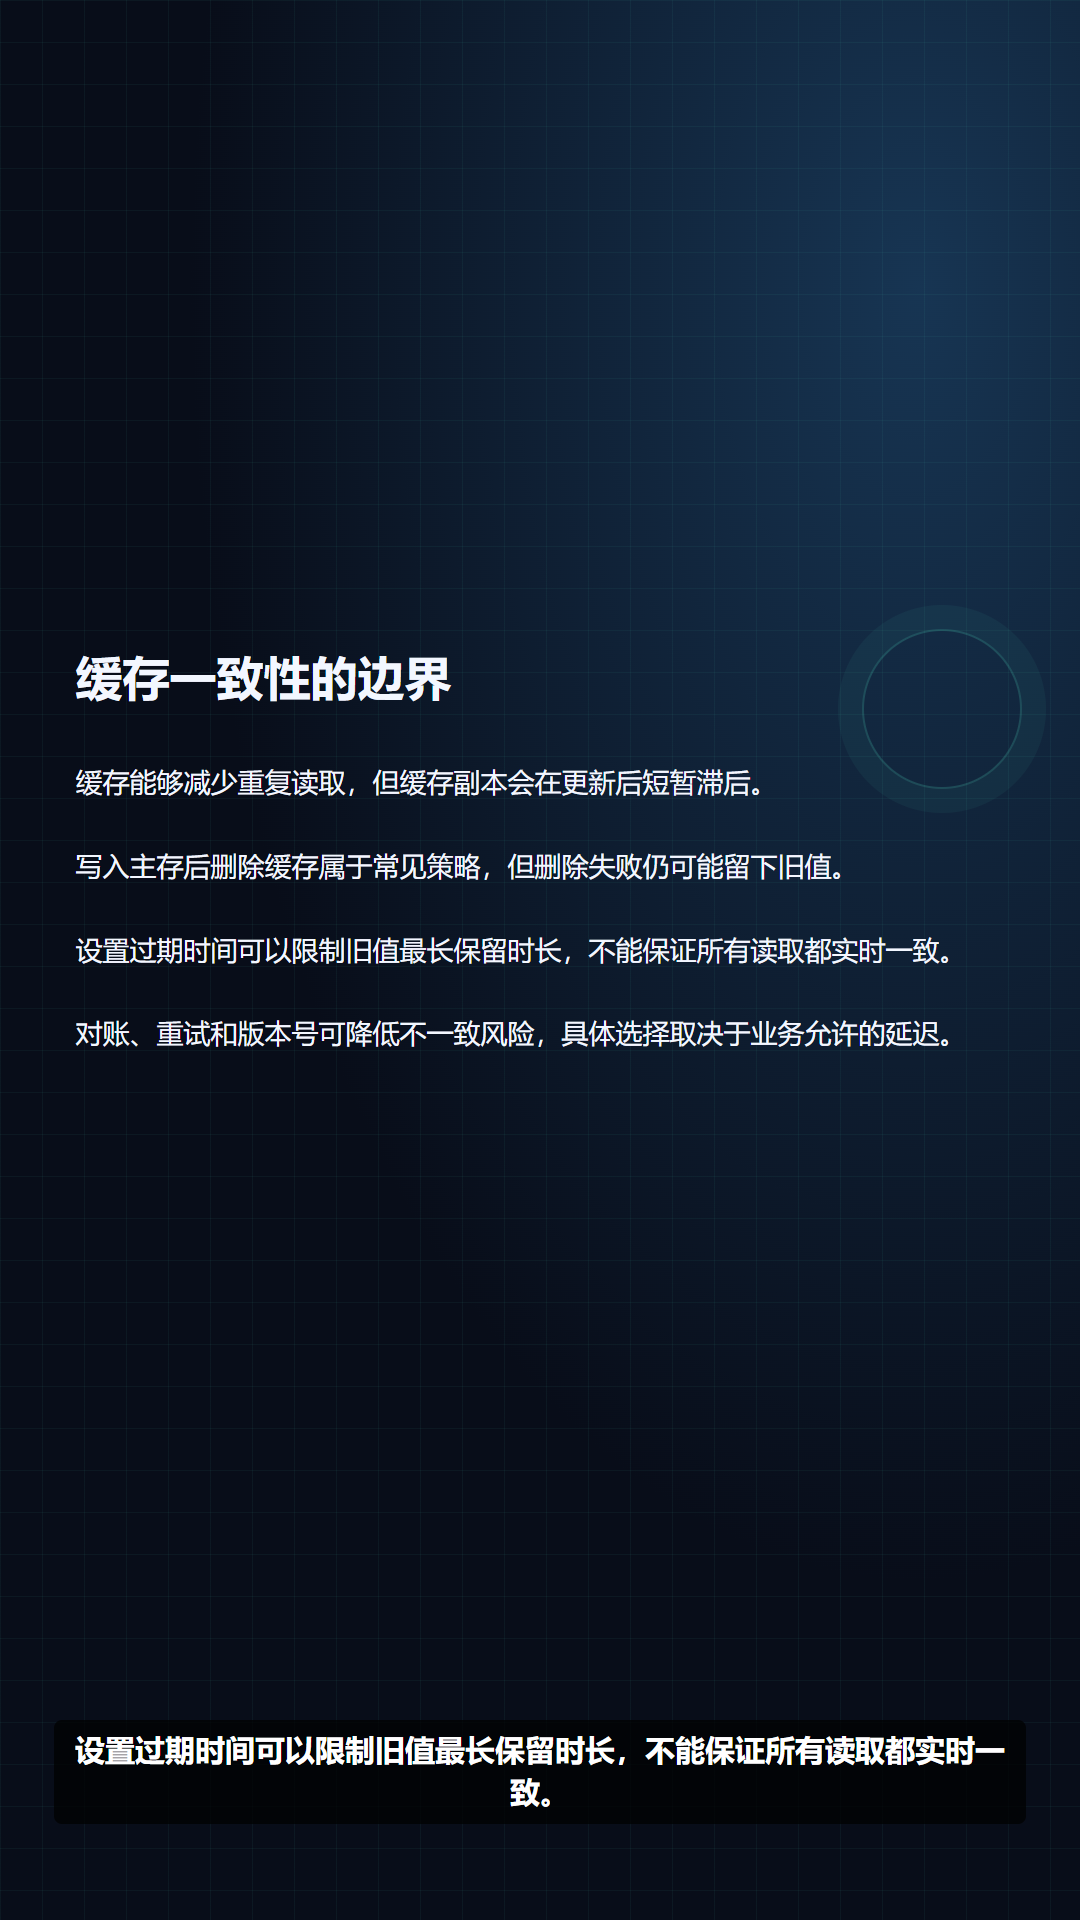 缓存一致性的边界
缓存能够减少重复读取，但缓存副本会在更新后短暂滞后。
写入主存后删除缓存属于常见策略，但删除失败仍可能留下旧值。
设置过期时间可以限制旧值最长保留时长，不能保证所有读取都实时一致。
对账、重试和版本号可降低不一致风险，具体选择取决于业务允许的延迟。
设置过期时间可以限制旧值最长保留时长，不能保证所有读取都实时一
致。